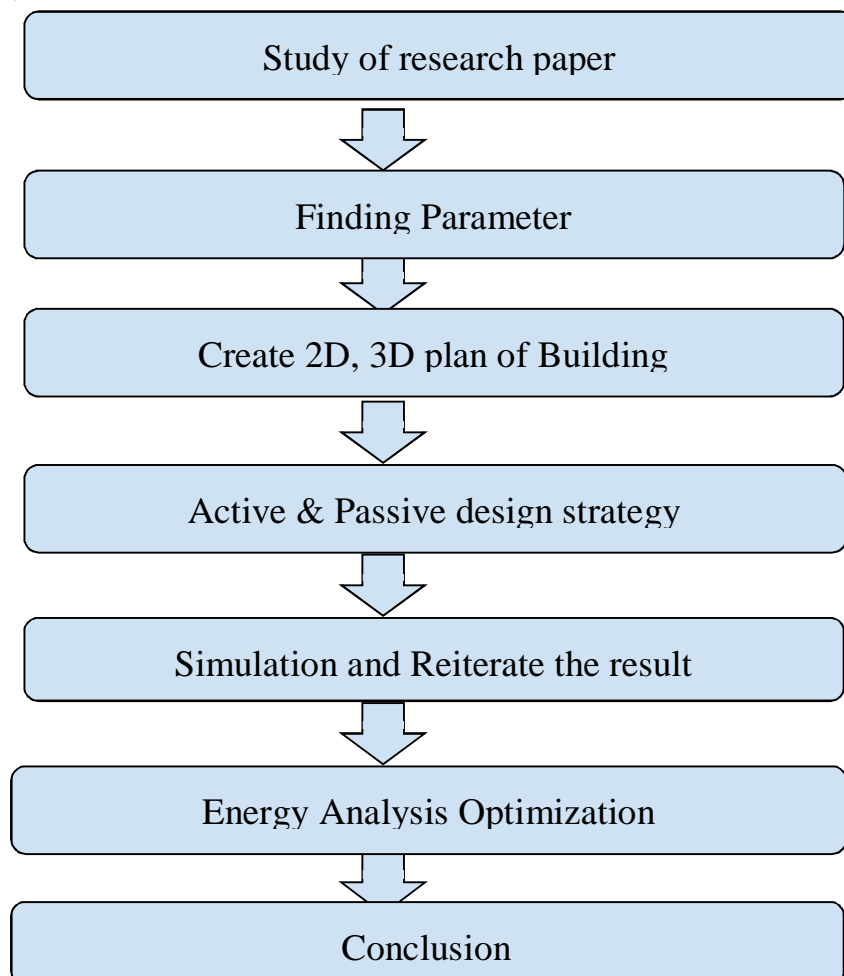 Study of research paper
Finding Parameter
Create 2D, 3D plan of Building
Active & Passive design strategy
Simulation and Reiterate the result
Energy Analysis Optimization
Conclusion